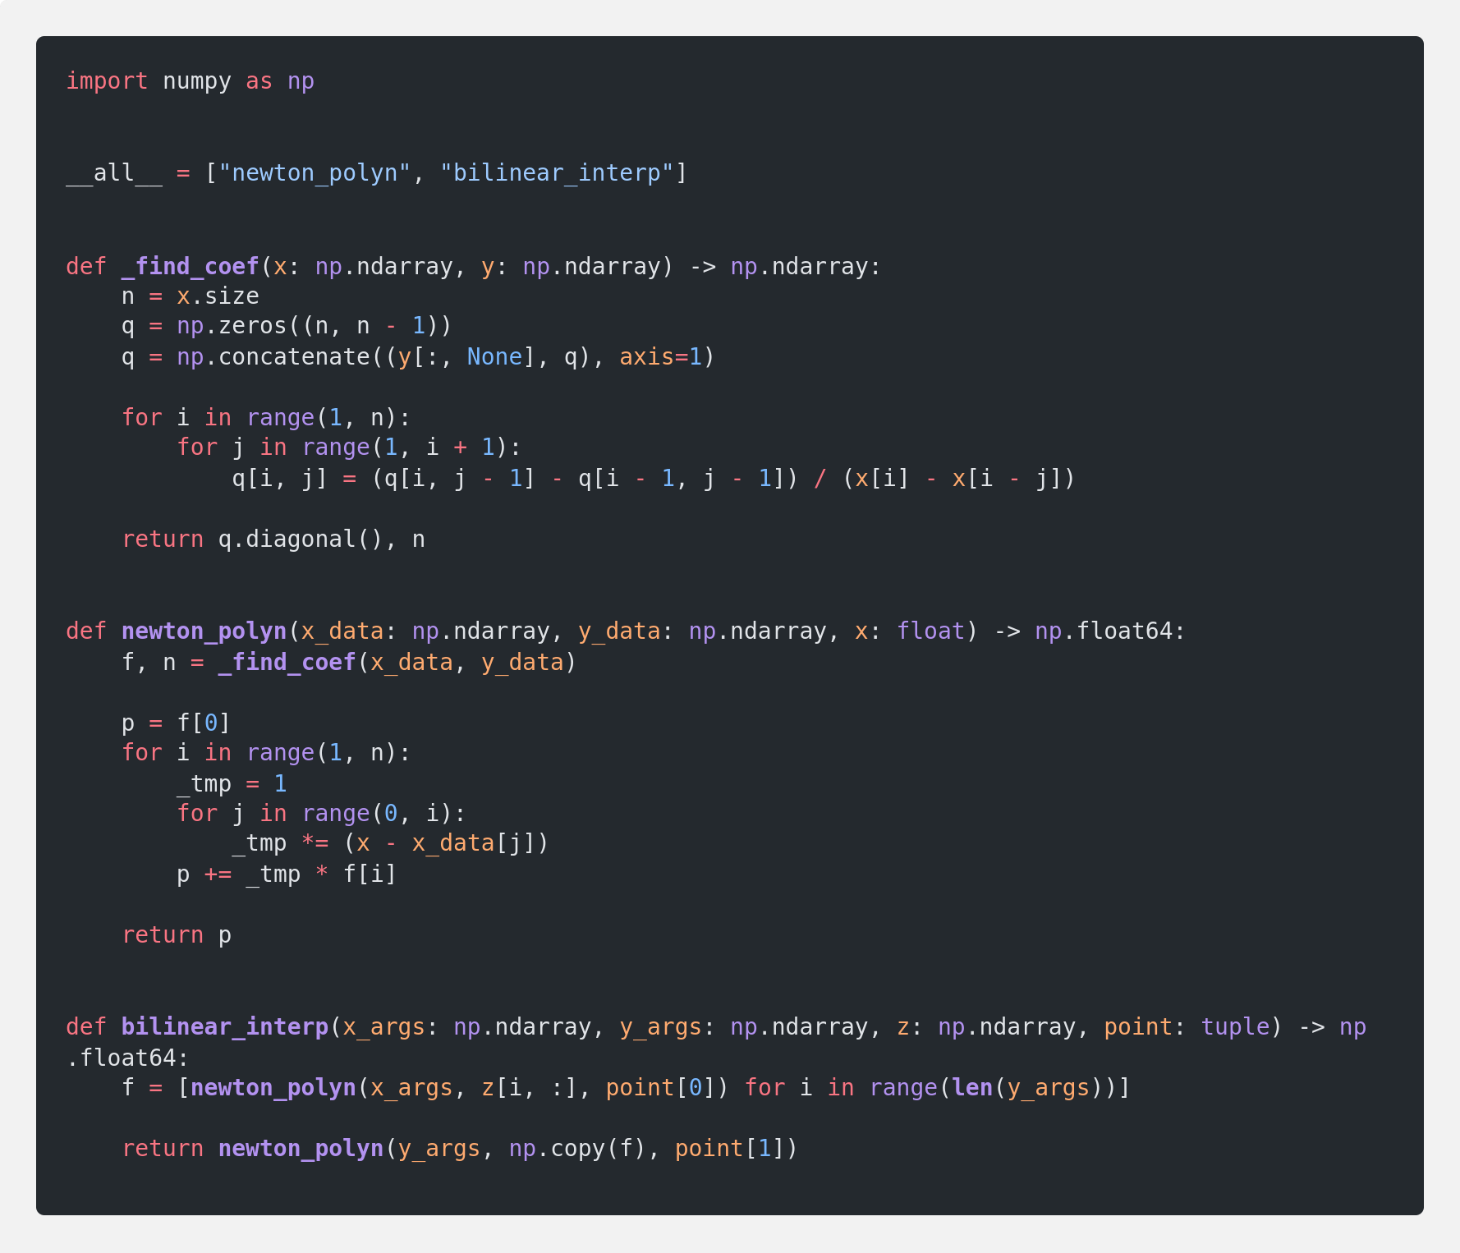 import numpy as np
__all__ = ["newton_polyn", "bilinear_interp"]
def _find_coef(x: np.ndarray, y: np.ndarray) -> np.ndarray:
    n = x.size
    q = np.zeros((n, n - 1))
    q = np.concatenate((y[:, None], q), axis=1)
    for i in range(1, n):
        for j in range(1, i + 1):
            q[i, j] = (q[i, j - 1] - q[i - 1, j - 1]) / (x[i] - x[i - j])
    return q.diagonal(), n
def newton_polyn(x_data: np.ndarray, y_data: np.ndarray, x: float) -> np.float64:
    f, n = _find_coef(x_data, y_data)
    p = f[0]
    for i in range(1, n):
        _tmp = 1
        for j in range(0, i):
            _tmp *= (x - x_data[j])
        p += _tmp * f[i]
    return p
def bilinear_interp(x_args: np.ndarray, y_args: np.ndarray, z: np.ndarray, point: tuple) -> np
.float64:
    f = [newton_polyn(x_args, z[i, :], point[0]) for i in range(len(y_args))]
    return newton_polyn(y_args, np.copy(f), point[1])